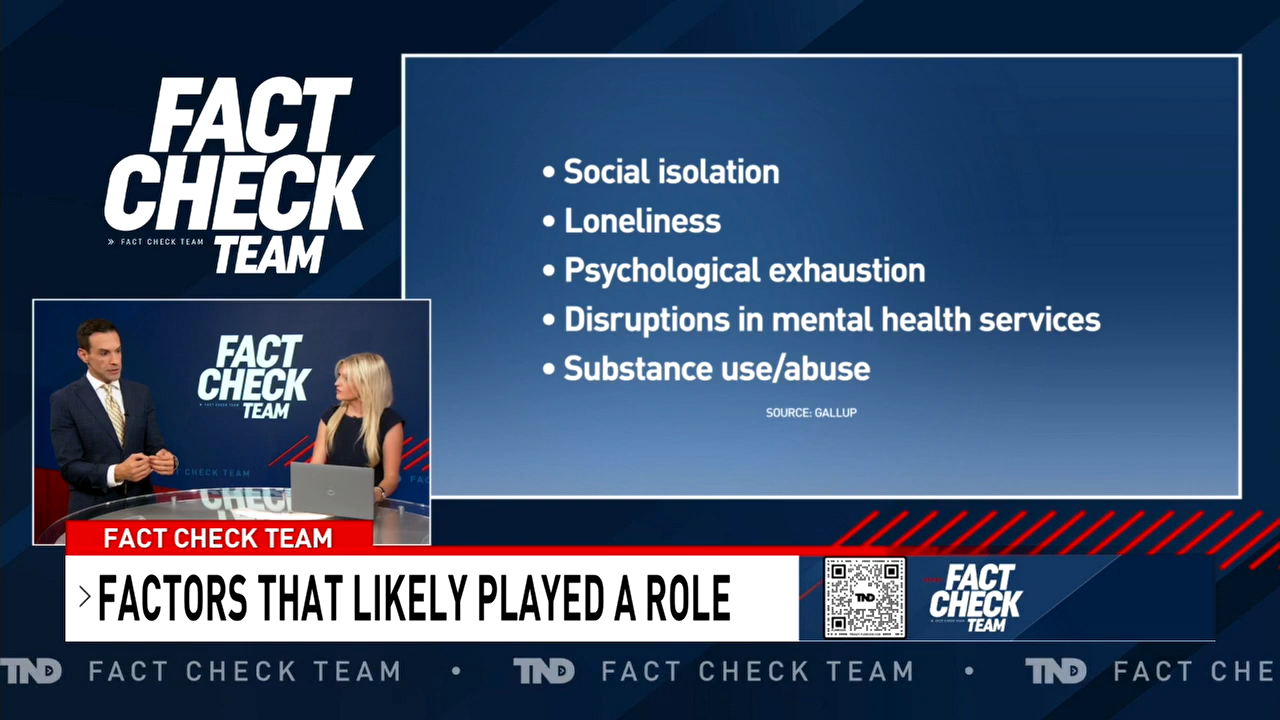 FACT
CHECK
» FACT CHECK TEAM
TEAM
• Social isolation
• Loneliness
• Psychological exhaustion
• Disruptions in mental health services
• Substance use/abuse
SOURCE: GALLUP
FACT
CHECK
TEAM
CHECK TEAM
FACT CHECK TEAM
> FACTORS THAT LIKELY PLAYED A ROLE
TND
FACT
CHECK
TEAM
TND FACT CHECK TEAM • TND FACT CHECK TEAM • TND FACT CHE